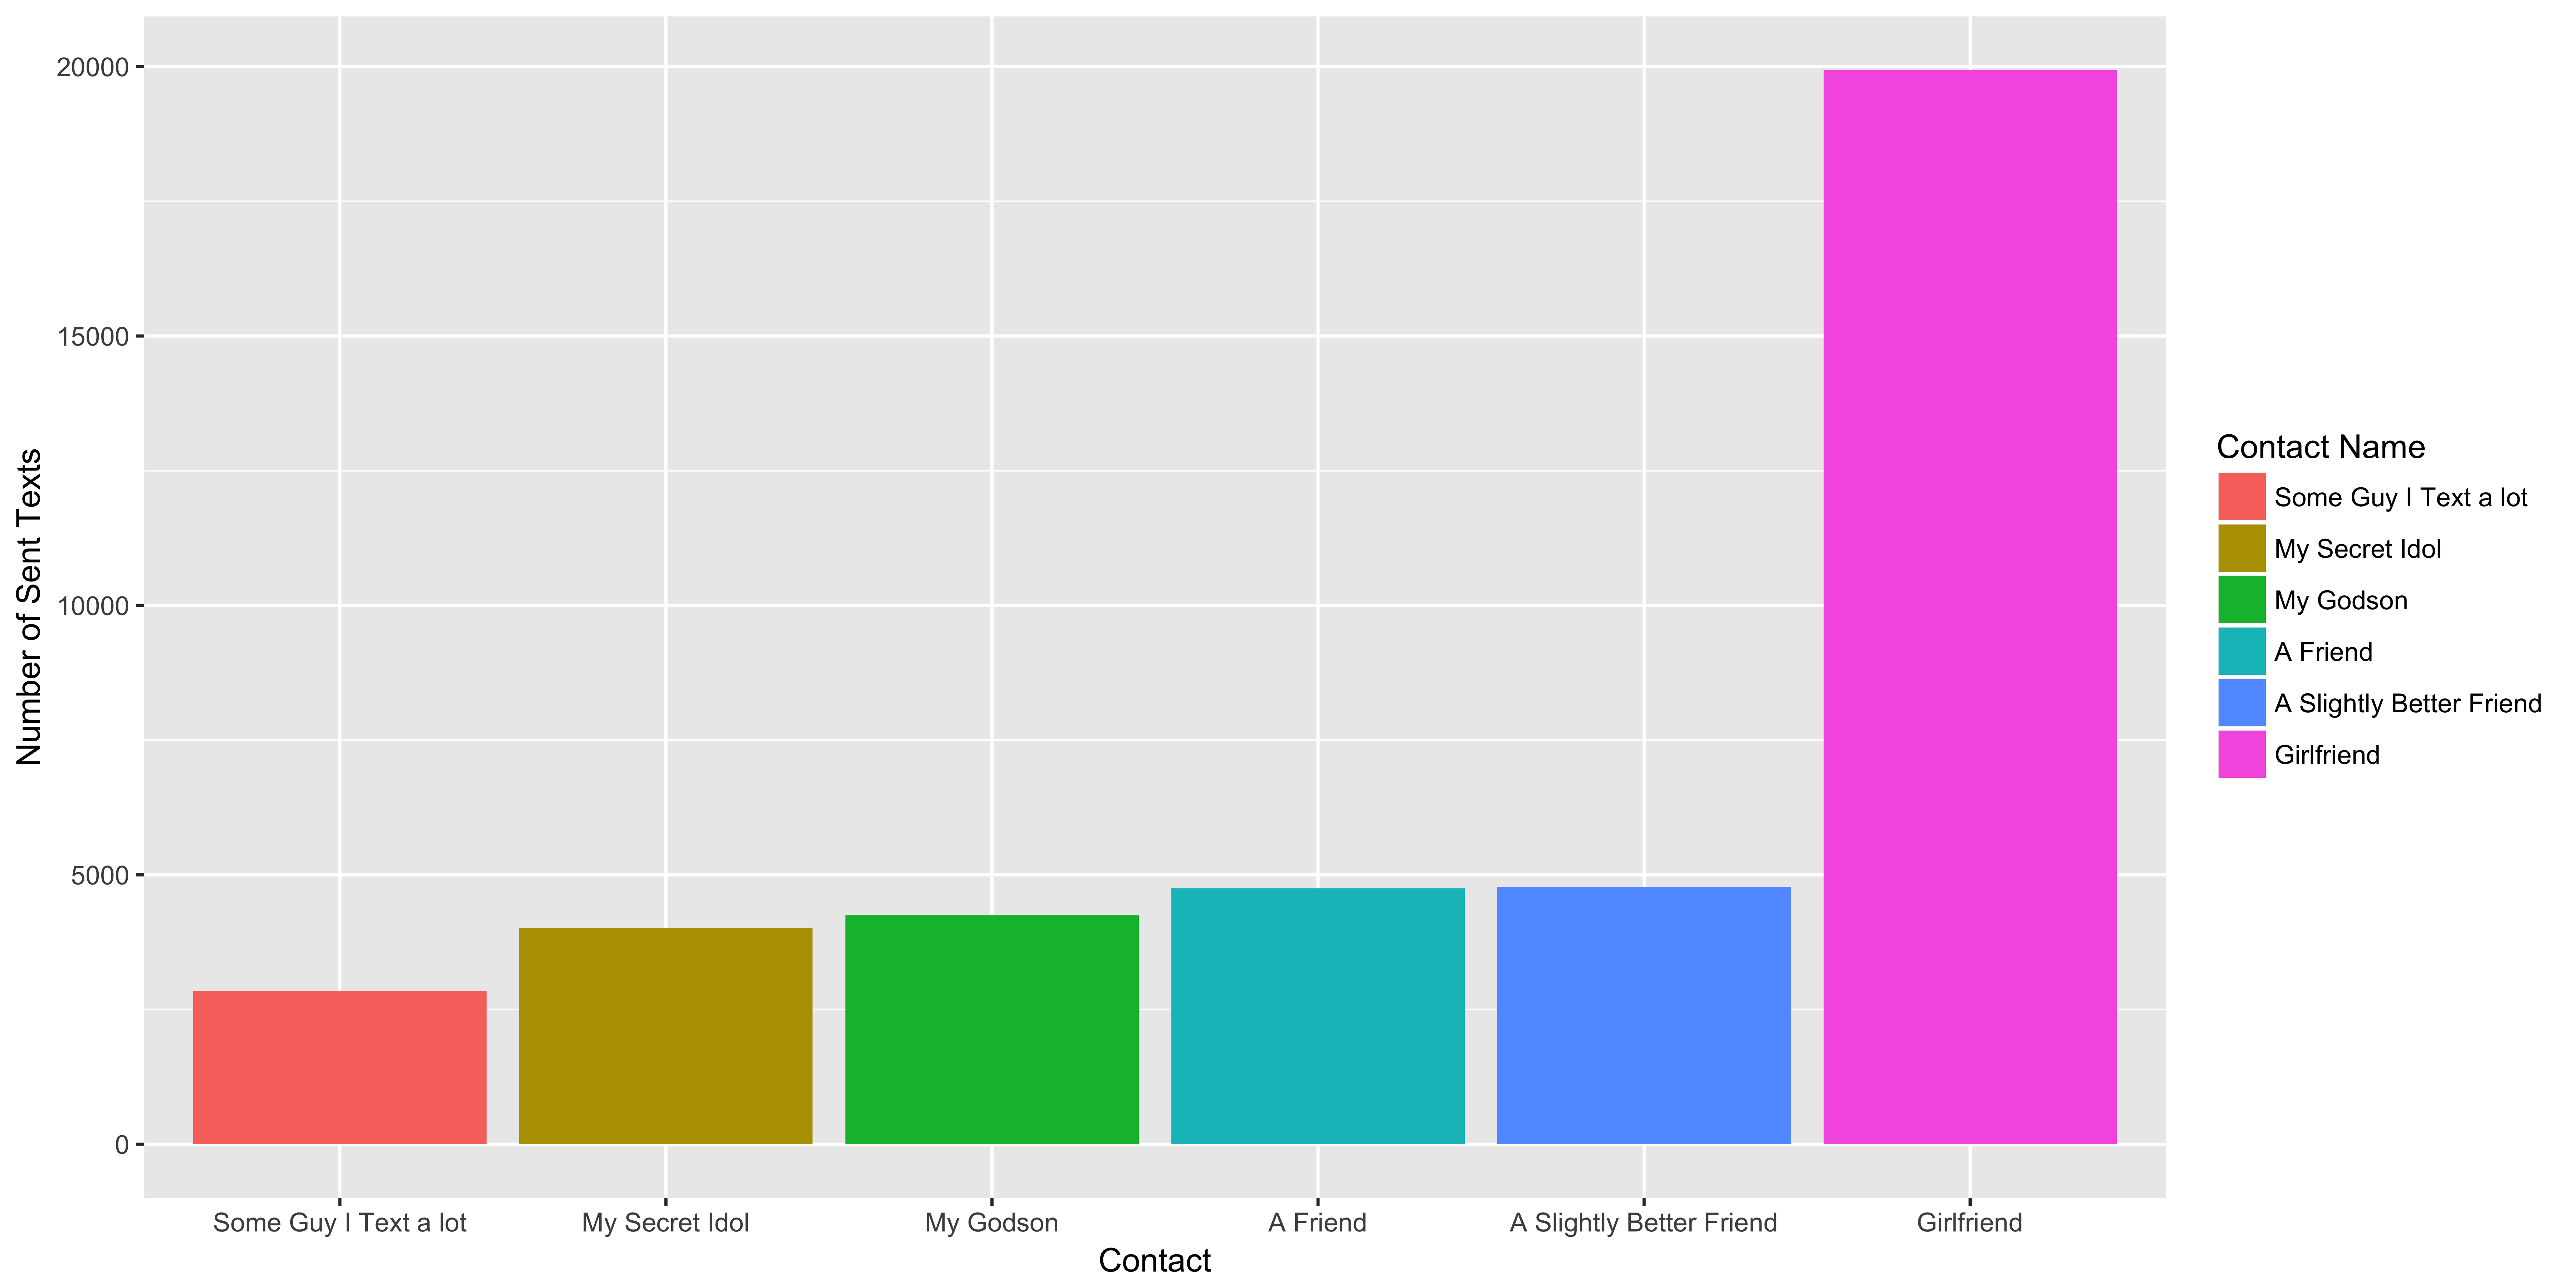 20000
15000
10000
5000
0
Number of Sent Texts
Some Guy I Text a lot
My Secret Idol
My Godson
A Friend
A Slightly Better Friend
Girlfriend
Contact
Contact Name
Some Guy I Text a lot
My Secret Idol
My Godson
A Friend
A Slightly Better Friend
Girlfriend